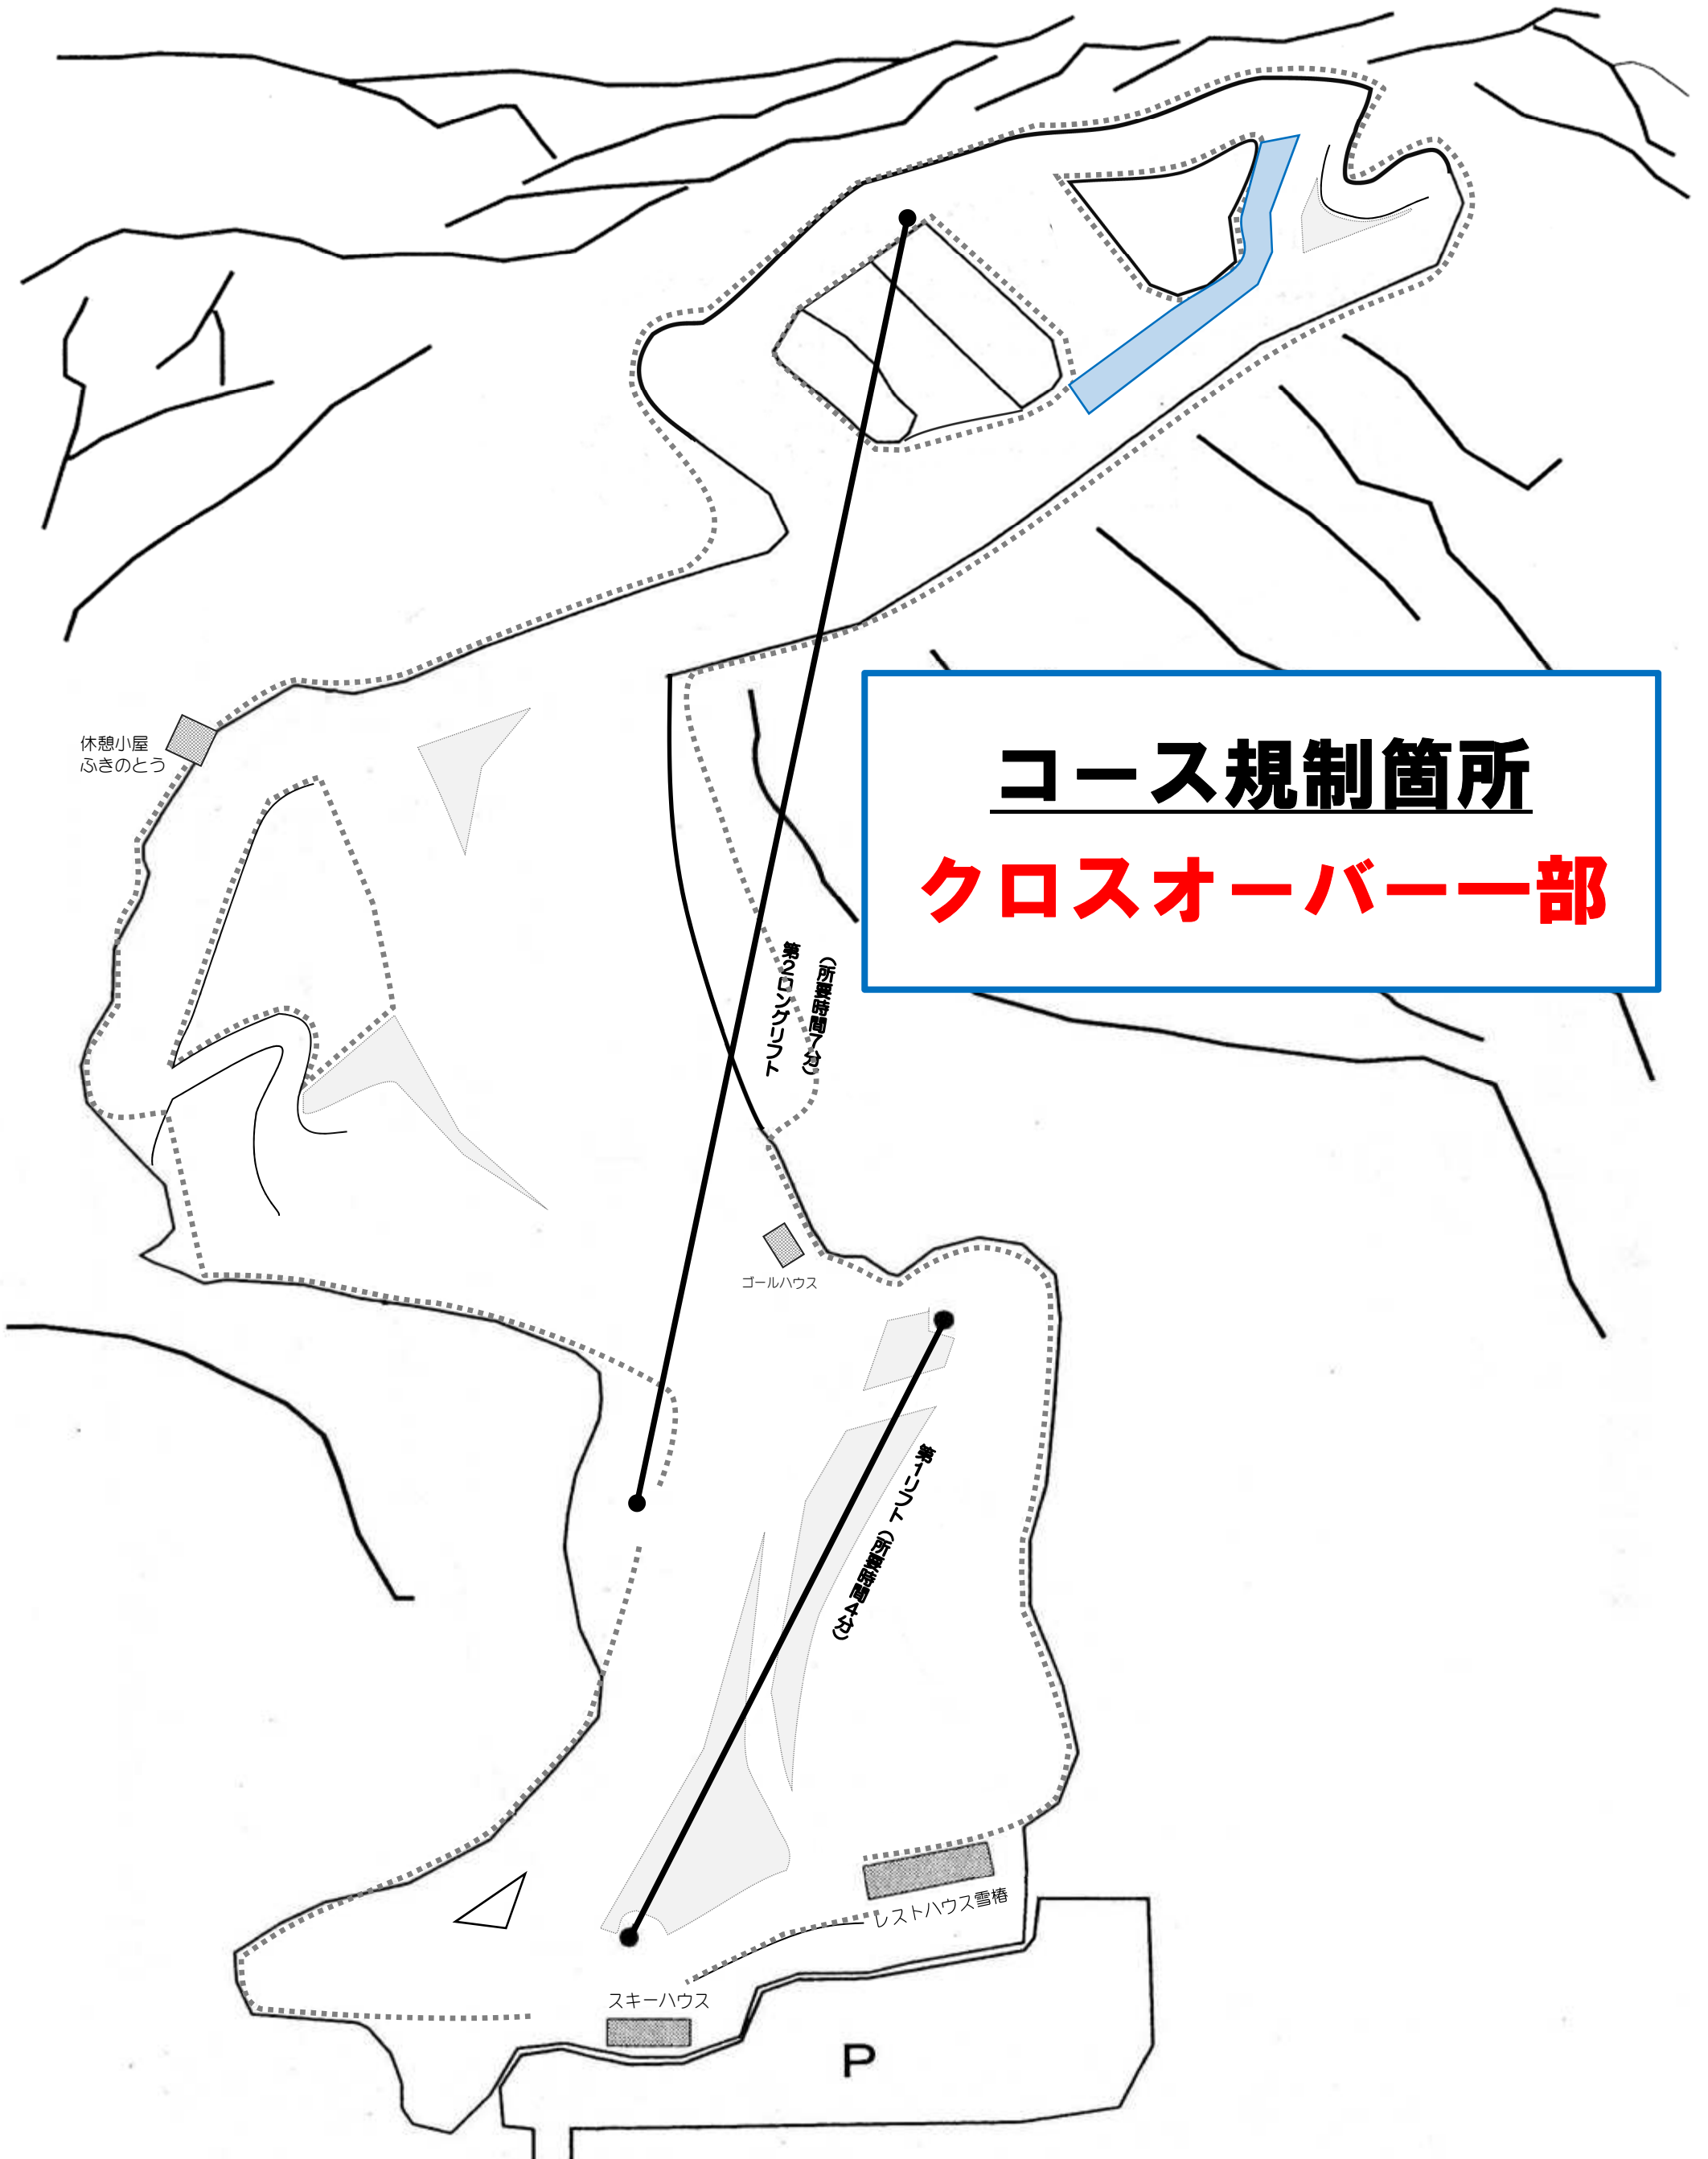 休憩小屋
ふきのとう
コース規制箇所
クロスオーバー一部
第2ロングリフト
(所要時間7分)
ゴールハウス
第1リフト(所要時間4分)
レストハウス雪椿
スキーハウス
P